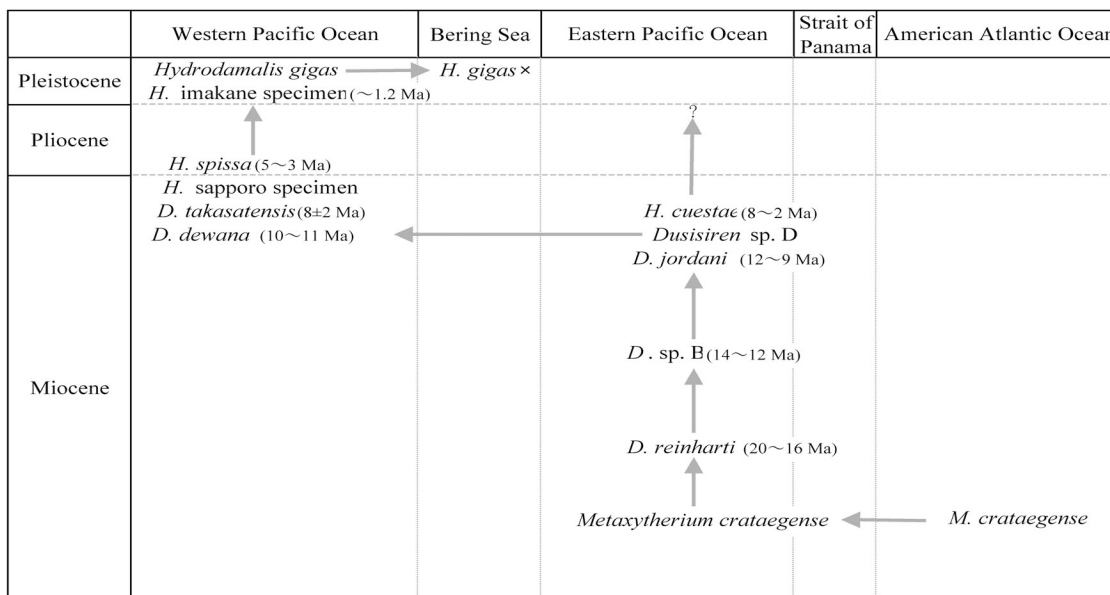 Western Pacific Ocean
Bering Sea
Eastern Pacific Ocean
Strait of
Panama
American Atlantic Ocean
Pleistocene
Hydrodamalis gigas
H. gigas ×
H. imakane specimen (~1.2 Ma)
Pliocene
?
H. spissa (5~3 Ma)
Miocene
H. sapporo specimen
D. takasatensis (8±2 Ma)
H. cuestae (8~2 Ma)
D. dewana (10~11 Ma)
Dusisiren sp. D
D. jordani (12~9 Ma)
D. sp. B (14~12 Ma)
D. reinharti (20~16 Ma)
Metaxytherium crataegense
M. crataegense